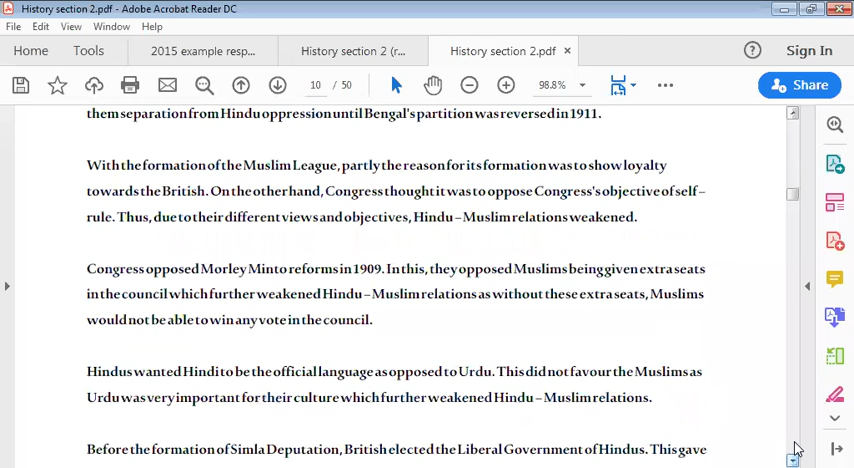 History section 2.pdf - Adobe Acrobat Reader DC
File Edit View Window Help
Home Tools 2015 example resp... History section 2 (r... History section 2.pdf × Sign In
10 / 50 98.8% Share
them separation from Hindu oppression until Bengal's partition was reversed in 1911.
With the formation of the Muslim League, partly the reason for its formation was to show loyalty
towards the British. On the other hand, Congress thought it was to oppose Congress's objective of self –
rule. Thus, due to their different views and objectives, Hindu – Muslim relations weakened.
Congress opposed Morley Minto reforms in 1909. In this, they opposed Muslims being given extra seats
in the council which further weakened Hindu – Muslim relations as without these extra seats, Muslims
would not be able to win any vote in the council.
Hindus wanted Hindi to be the official language as opposed to Urdu. This did not favour the Muslims as
Urdu was very important for their culture which further weakened Hindu – Muslim relations.
Before the formation of Simla Deputation, British elected the Liberal Government of Hindus. This gave